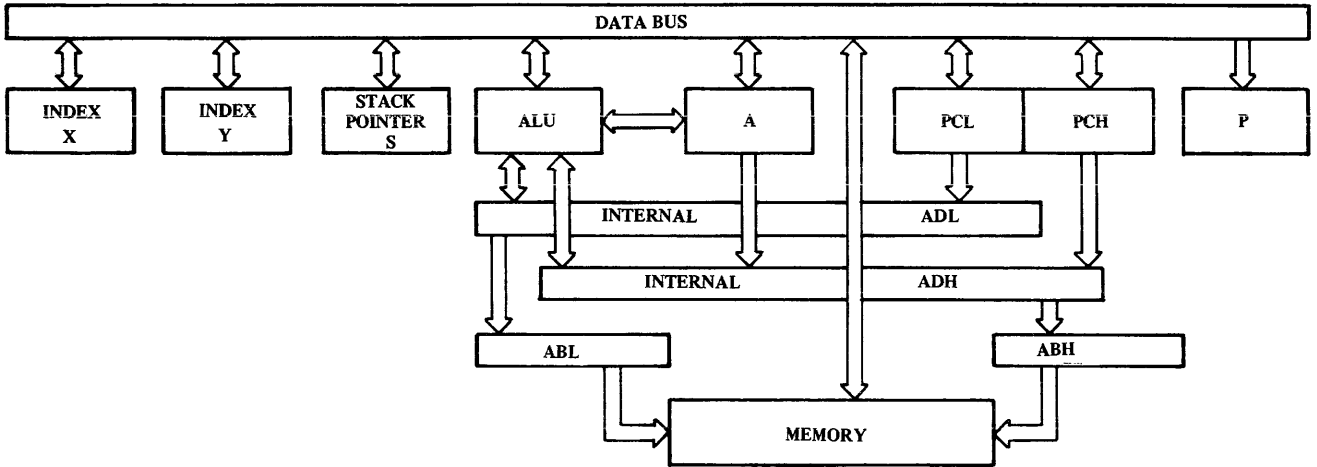 DATA BUS
INDEX
X
INDEX
Y
STACK
POINTER
S
ALU
A
PCL
PCH
P
INTERNAL ADL
INTERNAL ADH
ABL
ABH
MEMORY